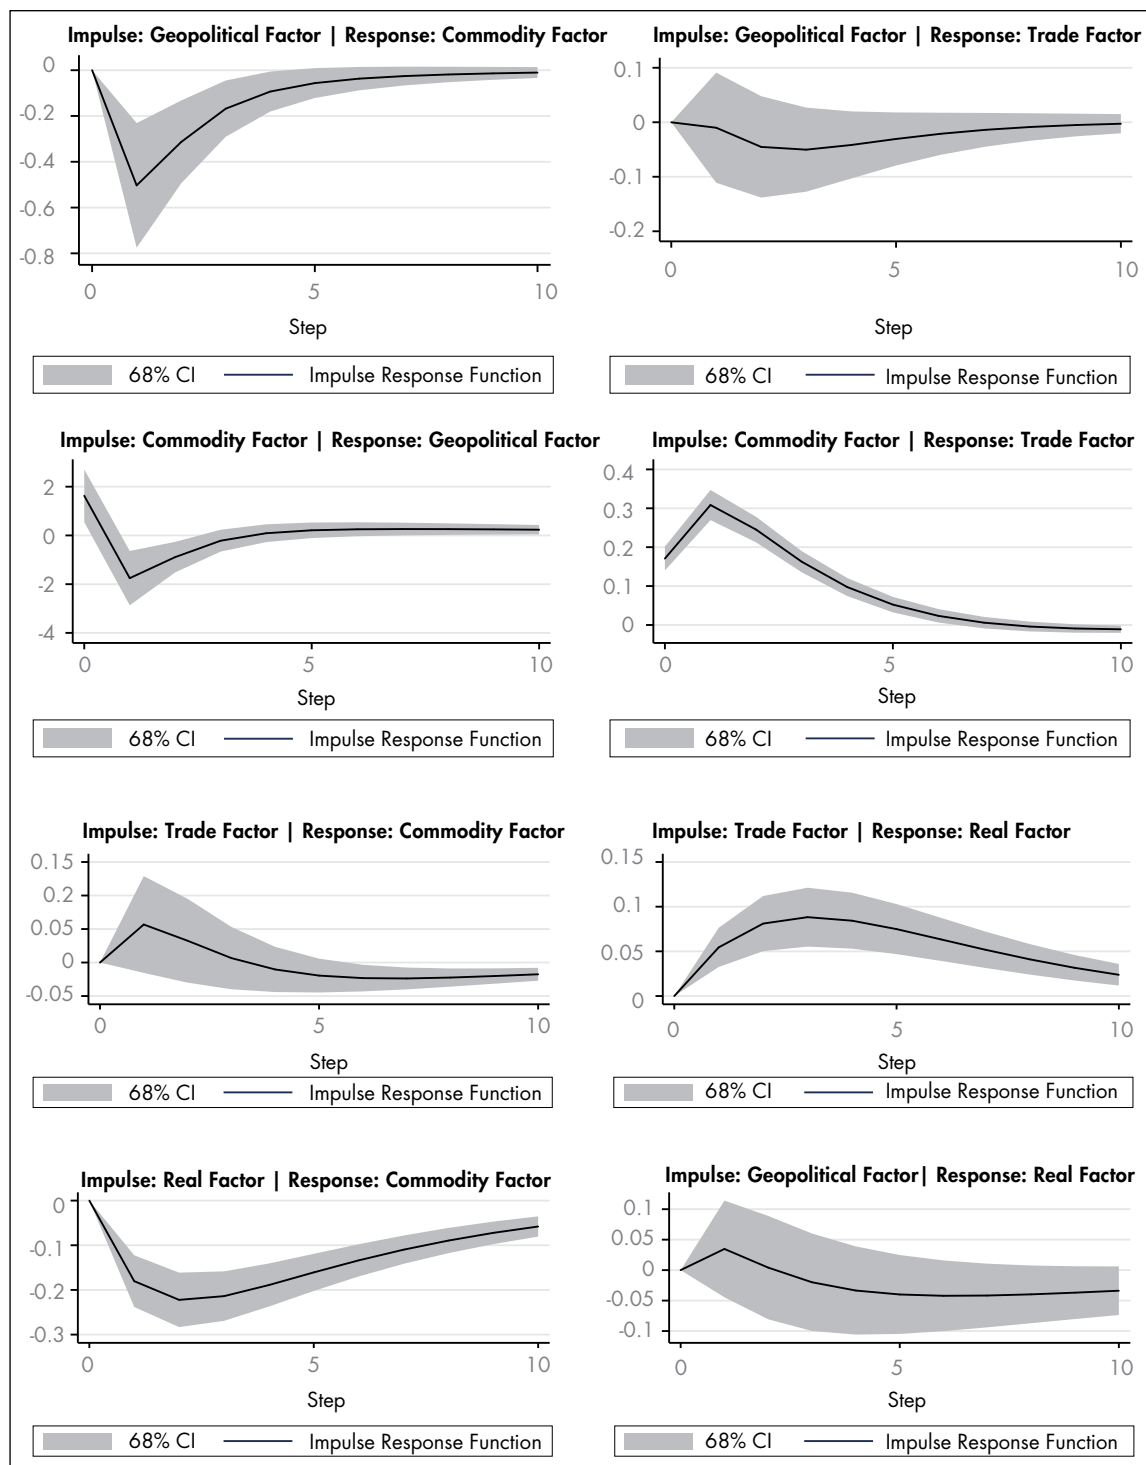 Impulse: Geopolitical Factor | Response: Commodity Factor
0
-0.2
-0.4
-0.6
-0.8
0 5 10
Step
68% CI Impulse Response Function
Impulse: Geopolitical Factor | Response: Trade Factor
0.1
0
-0.1
-0.2
0 5 10
Step
68% CI Impulse Response Function
Impulse: Commodity Factor | Response: Geopolitical Factor
2
0
-2
-4
0 5 10
Step
68% CI Impulse Response Function
Impulse: Commodity Factor | Response: Trade Factor
0.4
0.3
0.2
0.1
0
0 5 10
Step
68% CI Impulse Response Function
Impulse: Trade Factor | Response: Commodity Factor
0.15
0.2
0.05
0
-0.05
0 5 10
Step
68% CI Impulse Response Function
Impulse: Trade Factor | Response: Real Factor
0.15
0.1
0.05
0
0 5 10
Step
68% CI Impulse Response Function
Impulse: Real Factor | Response: Commodity Factor
0
-0.1
-0.2
-0.3
0 5 10
Step
68% CI Impulse Response Function
Impulse: Geopolitical Factor| Response: Real Factor
0.1
0.05
0
-0.05
-0.1
0 5 10
Step
68% CI Impulse Response Function